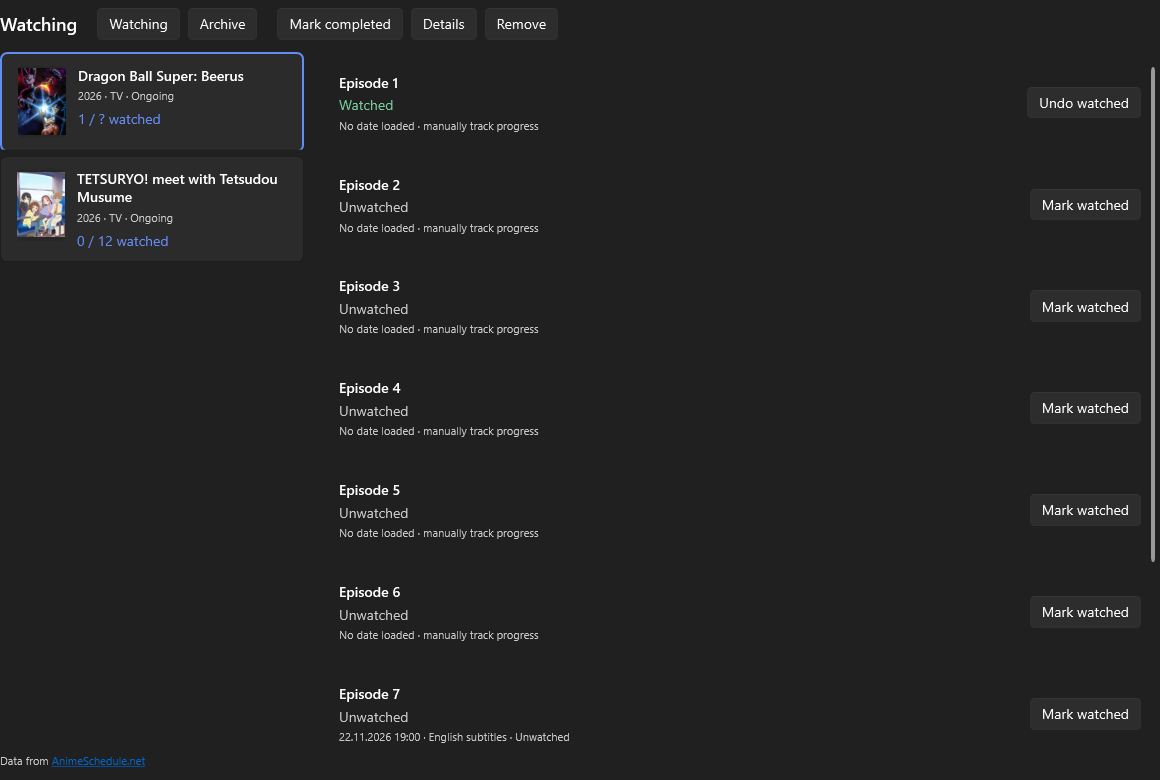 Watching
Watching
Archive
Mark completed
Details
Remove
Dragon Ball Super: Beerus
2026 · TV · Ongoing
1 / ? watched
TETSURYO! meet with Tetsudou
Musume
2026 · TV · Ongoing
0 / 12 watched
Episode 1
Watched
No date loaded · manually track progress
Undo watched
Episode 2
Unwatched
No date loaded · manually track progress
Mark watched
Episode 3
Unwatched
No date loaded · manually track progress
Mark watched
Episode 4
Unwatched
No date loaded · manually track progress
Mark watched
Episode 5
Unwatched
No date loaded · manually track progress
Mark watched
Episode 6
Unwatched
No date loaded · manually track progress
Mark watched
Episode 7
Unwatched
22.11.2026 19:00 · English subtitles · Unwatched
Mark watched
Data from AnimeSchedule.net